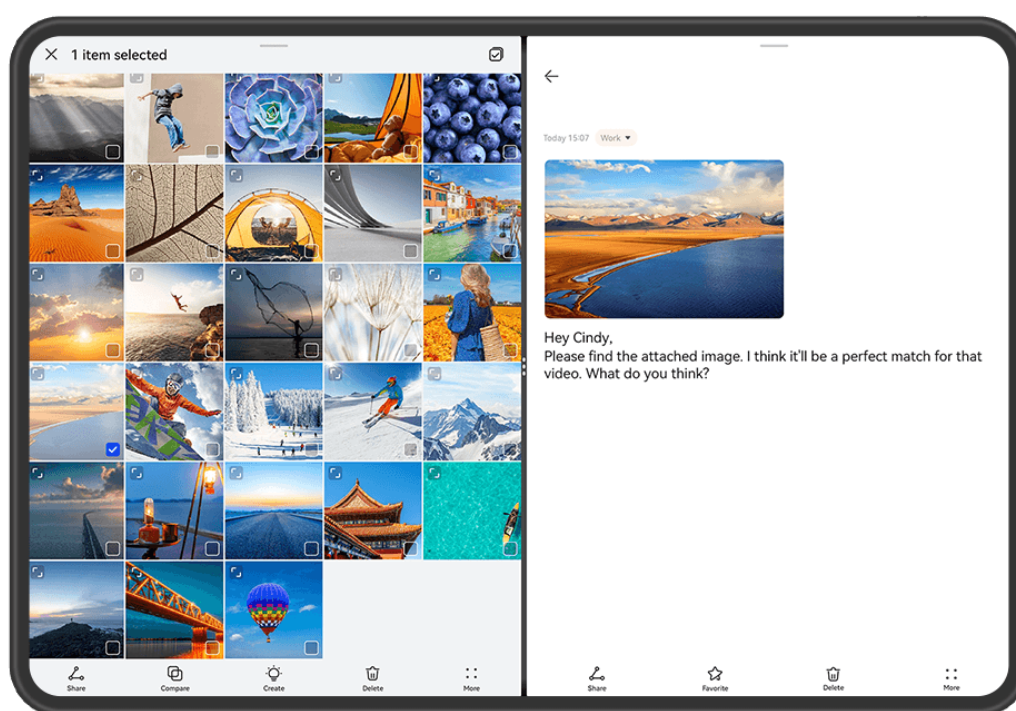 1 item selected
Share
Compare
Create
Delete
More
Today 15:07 Work
Hey Cindy,
Please find the attached image. I think it'll be a perfect match for that
video. What do you think?
Share
Favorite
Delete
More